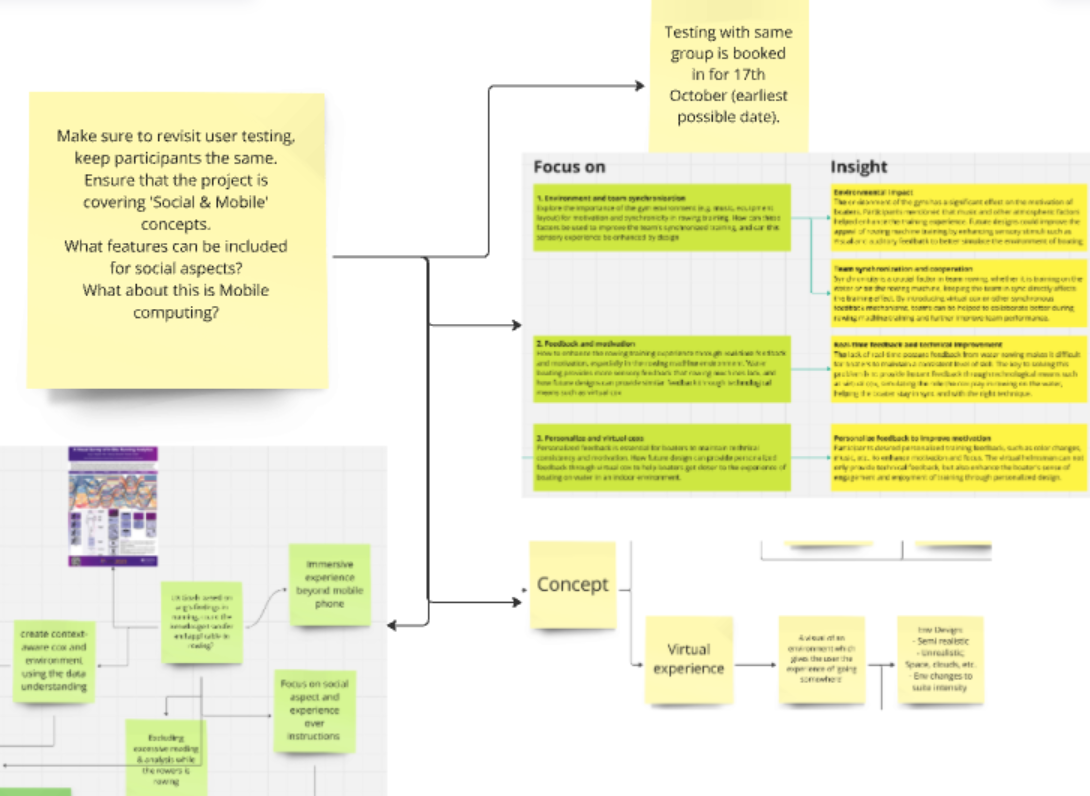 Testing with same
group is booked
in for 17th
October (earliest
possible date).
Make sure to revisit user testing,
keep participants the same.
Ensure that the project is
covering 'Social & Mobile'
concepts.
What features can be included
for social aspects?
What about this is Mobile
computing?
Focus on
Insight
1. Environment and team synchronisation
Explore the importance of the gym environment (e.g. music, equipment
layout) for motivation and synchronicity in rowing training. How can these
factors be used to improve the team's synchronised training, and can this
sensory experience be enhanced by design
Environmental Impact
The environment of the gym has a significant effect on the motivation of
boaters. Participants mentioned that music and other atmospheric factors
helped enhance the training experience. Future designs could improve the
appeal of rowing machine training by enhancing sensory stimuli such as
visual and auditory feedback to better simulate the environment of boating
Team synchronization and cooperation
Synchronisation is a crucial factor in team rowing, whether it is training on the
water or on the rowing machine, keeping the team in sync directly affects
the training effect. By introducing virtual cox or other synchronous
feedback mechanisms, teams can be helped to collaborate better during
rowing machine training and further improve team performance.
2. Feedback and motivation
How to enhance the rowing training experience through real-time feedback
and motivation, especially in the rowing machine environment. Water
boating provides more sensory feedback that rowing machines lack, and
how future designs can provide similar feedback through technological
means such as virtual cox
Real-time feedback and technical improvement
The lack of real-time feedback from water rowing makes it difficult
for boaters to maintain a consistent level of skill. The key to solving this
problem is to provide instant feedback through technological means such
as virtual cox, simulating the role the cox play in rowing on the water,
helping the boater stay in sync and with the right technique.
3. Personalize and virtual coxs
Personalized feedback is essential for boaters to maintain technical
consistency and motivation. How future design can provide personalized
feedback through virtual cox to help boaters get closer to the experience of
boating on water in an indoor environment.
Personalize feedback to improve motivation
Participants desired personalized training feedback, such as color changes,
music, etc., to enhance motivation and focus. The virtual helmsman can not
only provide technical feedback, but also enhance the boater's sense of
engagement and enjoyment of training through personalized design.
Immersive
experience
beyond mobile
phone
create context-
aware cox and
environment
using the data
understanding
Focus on social
aspect and
experience
over
instructions
Excluding
excessive reading
& analysis while
the rowers is
rowing
Concept
Virtual
experience
A visual of an
environment which
gives the user the
experience of going
somewhere
Env Design:
- Semi realistic
- Unrealistic,
Space, clouds, etc.
- Env changes to
suite intensity